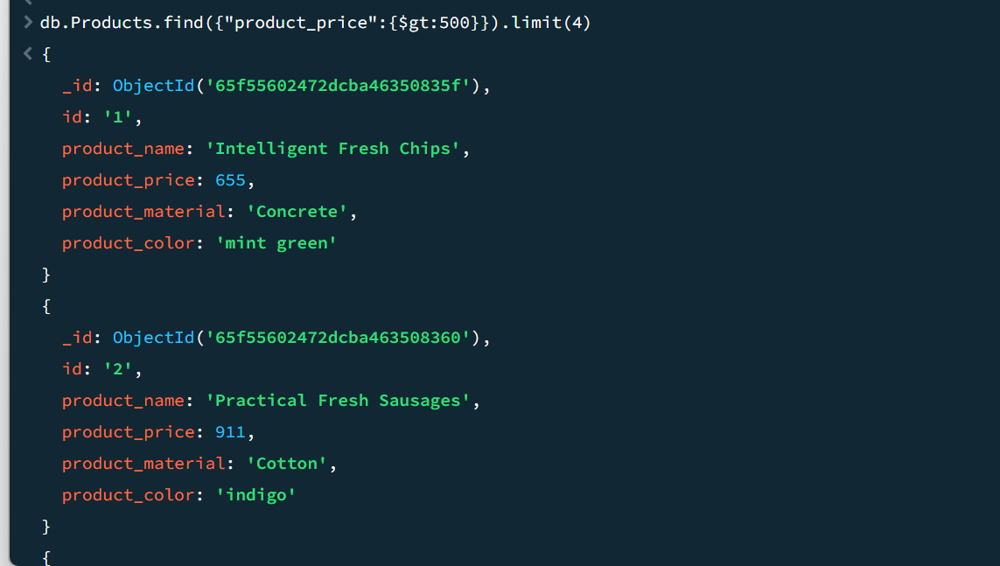 > db.Products.find({"product_price":{$gt:500}}).limit(4)
< {
_id: ObjectId('65f55602472dcba46350835f'),
id: '1',
product_name: 'Intelligent Fresh Chips',
product_price: 655,
product_material: 'Concrete',
product_color: 'mint green'
}
{
_id: ObjectId('65f55602472dcba463508360'),
id: '2',
product_name: 'Practical Fresh Sausages',
product_price: 911,
product_material: 'Cotton',
product_color: 'indigo'
}
{